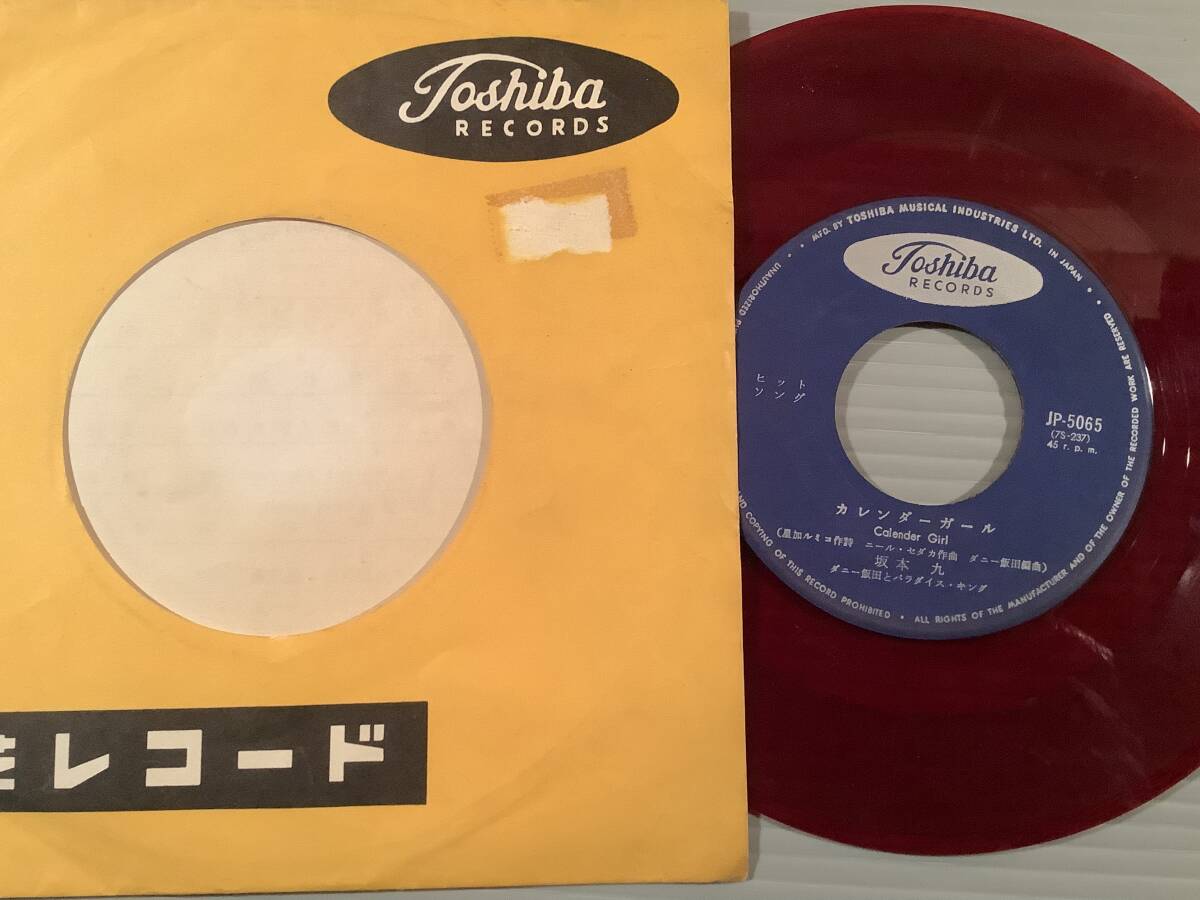 Toshiba
RECORDS
レコード
MFD. BY TOSHIBA MUSICAL INDUSTRIES LTD. IN JAPAN
Toshiba
RECORDS
ヒット
ソング
JP-5065
(7S-237)
45 r. p. m.
カレンダーガール
Calender Girl
(星加ルミコ作詩 ニール・セダカ作曲 ダニー飯田編曲)
坂本 九
ダニー飯田とパラダイス・キング
UNAUTHORIZED
AND COPYING OF THIS RECORD PROHIBITED • ALL RIGHTS OF THE MANUFACTURER AND OF THE OWNER OF THE RECORDED WORK ARE RESERVED